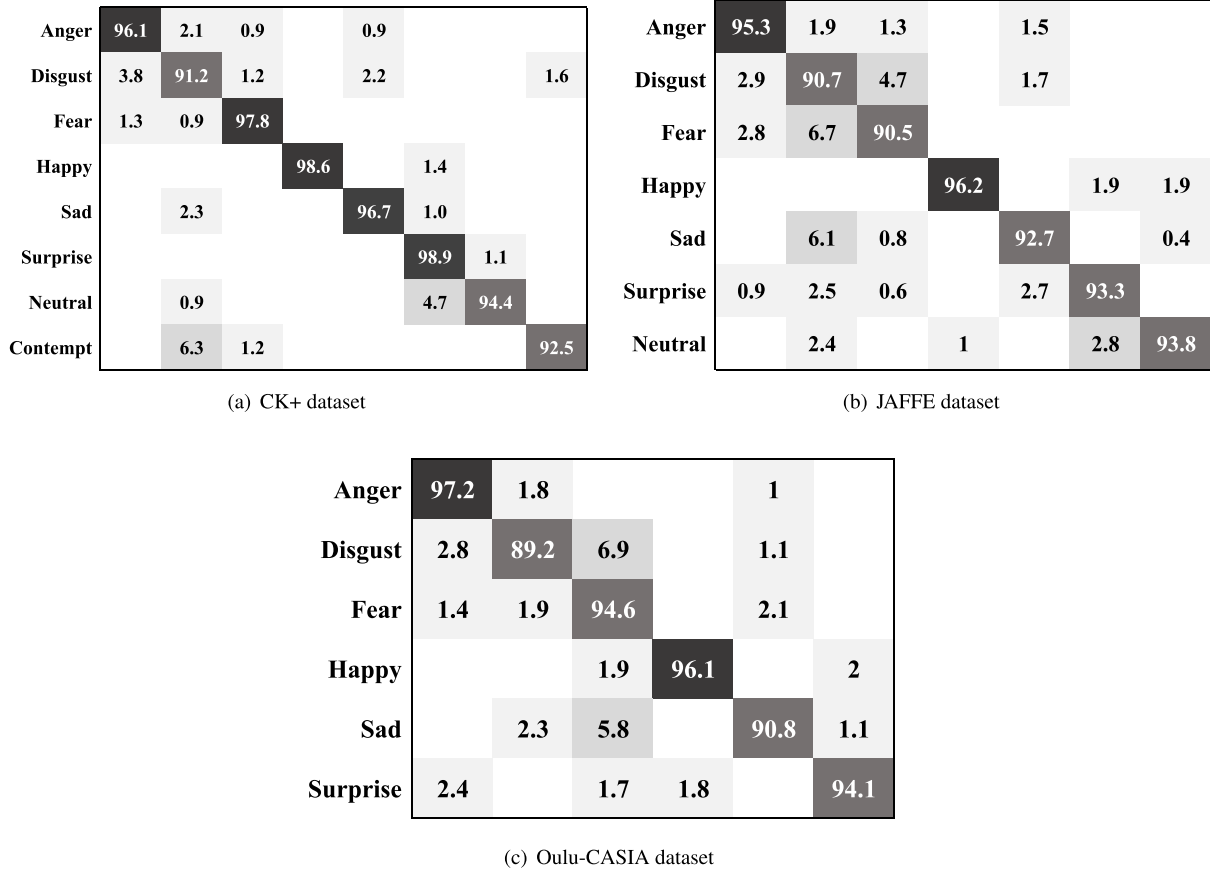 Anger 96.1 2.1 0.9 0.9
Disgust 3.8 91.2 1.2 2.2 1.6
Fear 1.3 0.9 97.8
Happy 98.6 1.4
Sad 2.3 96.7 1.0
Surprise 98.9 1.1
Neutral 0.9 4.7 94.4
Contempt 6.3 1.2 92.5
(a) CK+ dataset
Anger 95.3 1.9 1.3 1.5
Disgust 2.9 90.7 4.7 1.7
Fear 2.8 6.7 90.5
Happy 96.2 1.9 1.9
Sad 6.1 0.8 92.7 0.4
Surprise 0.9 2.5 0.6 2.7 93.3
Neutral 2.4 1 2.8 93.8
(b) JAFFE dataset
Anger 97.2 1.8 1
Disgust 2.8 89.2 6.9 1.1
Fear 1.4 1.9 94.6 2.1
Happy 1.9 96.1 2
Sad 2.3 5.8 90.8 1.1
Surprise 2.4 1.7 1.8 94.1
(c) Oulu-CASIA dataset